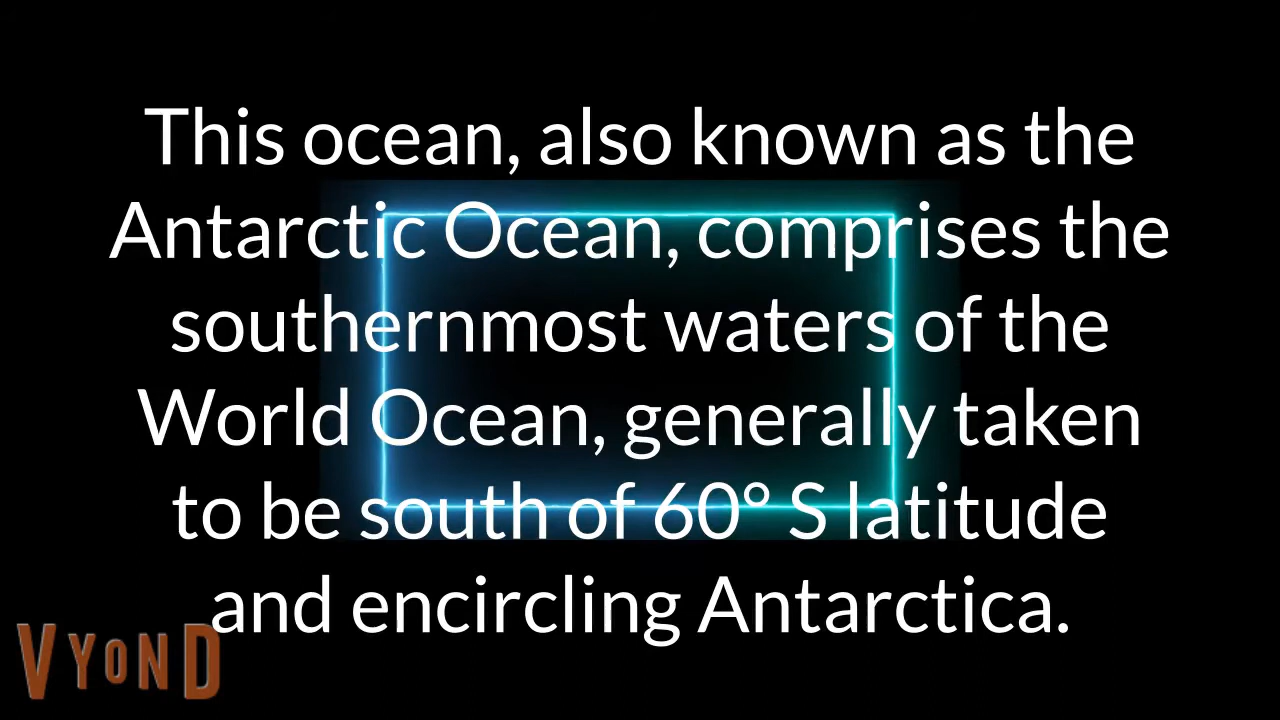 This ocean, also known as the
Antarctic Ocean, comprises the
southernmost waters of the
World Ocean, generally taken
to be south of 60° S latitude
and encircling Antarctica.
VYOND